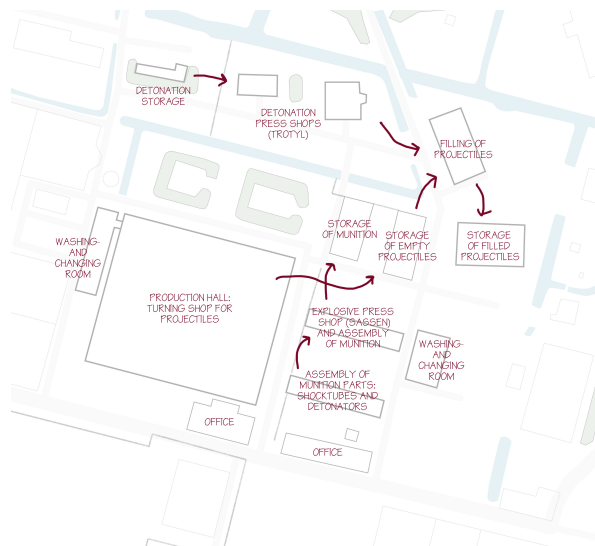 DETONATION
STORAGE
DETONATION
PRESS SHOPS
(TROTYL)
FILLING OF
PROJECTILES
STORAGE
OF MUNITION
STORAGE
OF EMPTY
PROJECTILES
STORAGE
OF FILLED
PROJECTILES
WASHING-
AND
CHANGING
ROOM
PRODUCTION HALL:
TURNING SHOP FOR
PROJECTILES
EXPLOSIVE PRESS
SHOP (SASSEN)
AND ASSEMBLY
OF MUNITION
WASHING-
AND
CHANGING
ROOM
ASSEMBLY OF
MUNITION PARTS:
SHOCKTUBES AND
DETONATORS
OFFICE
OFFICE